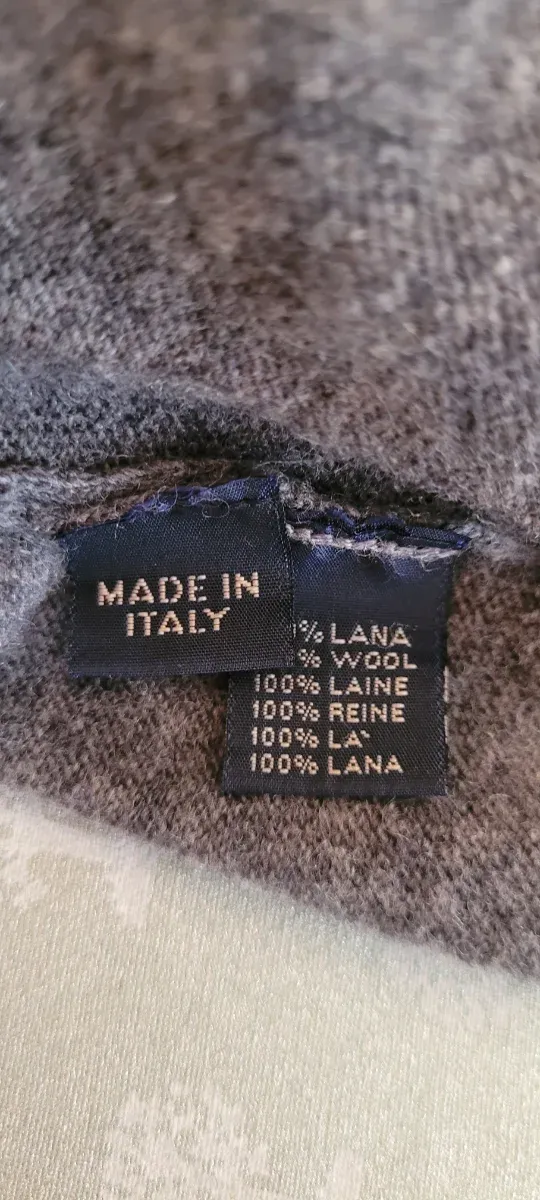 MADE IN
ITALY
% LANA
% WOOL
100% LAINE
100% REINE
100% LA`
100% LANA